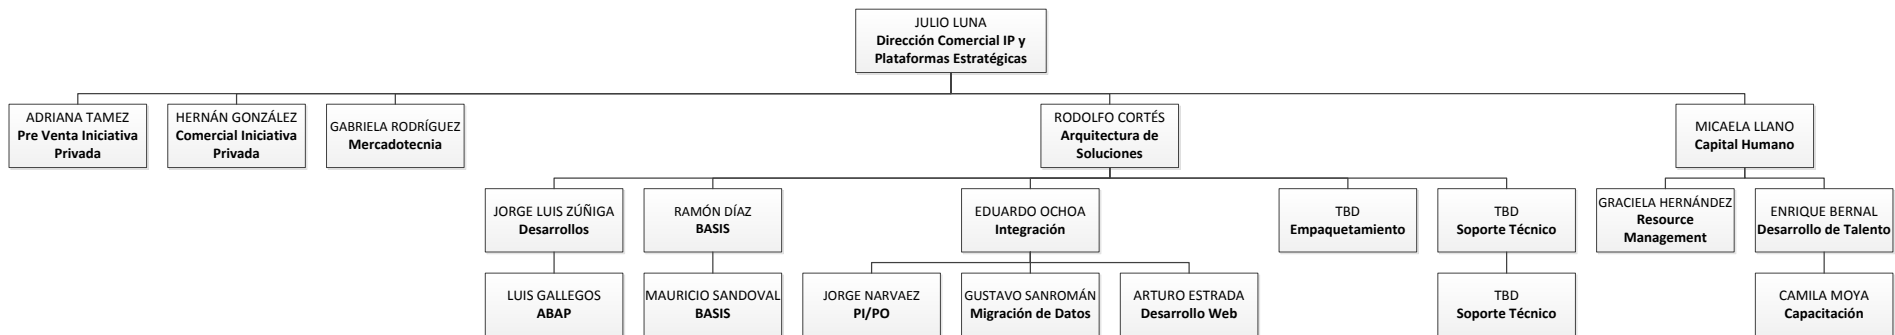 JULIO LUNA
Dirección Comercial IP y
Plataformas Estratégicas
ADRIANA TAMEZ
Pre Venta Iniciativa
Privada
HERNÁN GONZÁLEZ
Comercial Iniciativa
Privada
GABRIELA RODRÍGUEZ
Mercadotecnia
RODOLFO CORTÉS
Arquitectura de
Soluciones
MICAELA LLANO
Capital Humano
JORGE LUIS ZÚÑIGA
Desarrollos
RAMÓN DÍAZ
BASIS
EDUARDO OCHOA
Integración
TBD
Empaquetamiento
TBD
Soporte Técnico
GRACIELA HERNÁNDEZ
Resource
Management
ENRIQUE BERNAL
Desarrollo de Talento
LUIS GALLEGOS
ABAP
MAURICIO SANDOVAL
BASIS
JORGE NARVAEZ
PI/PO
GUSTAVO SANROMÁN
Migración de Datos
ARTURO ESTRADA
Desarrollo Web
TBD
Soporte Técnico
CAMILA MOYA
Capacitación